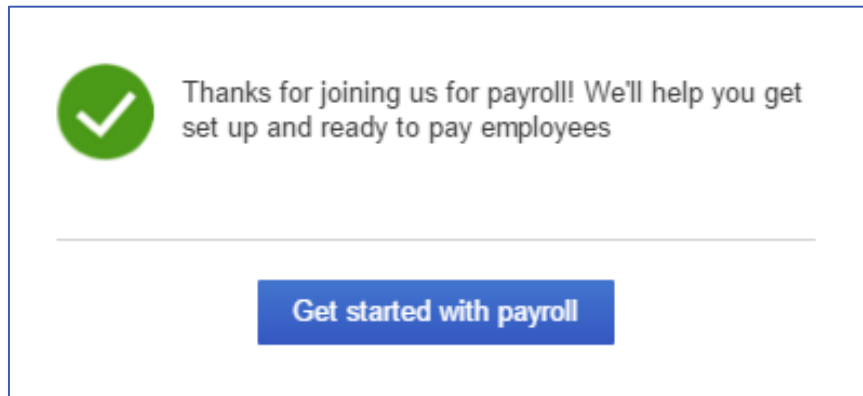 Thanks for joining us for payroll! We'll help you get
set up and ready to pay employees
Get started with payroll